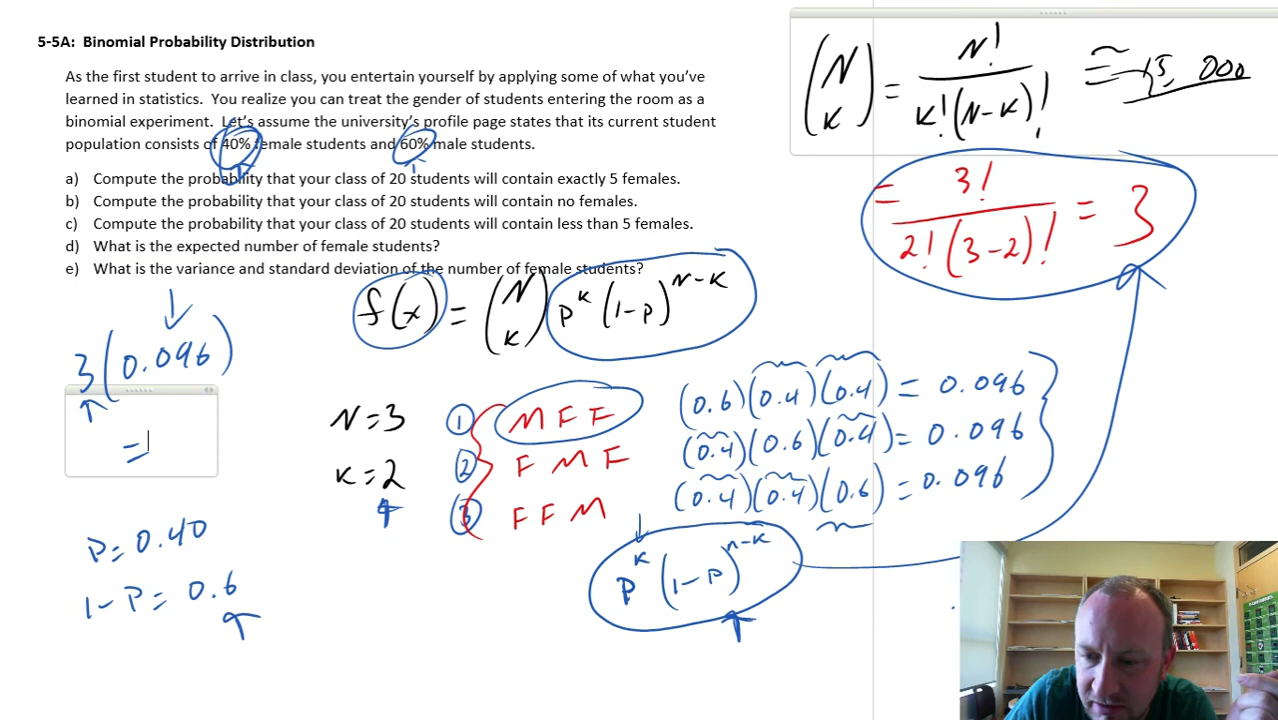 5-5A: Binomial Probability Distribution
As the first student to arrive in class, you entertain yourself by applying some of what you've
learned in statistics. You realize you can treat the gender of students entering the room as a
binomial experiment. Let's assume the university's profile page states that its current student
population consists of 40% female students and 60% male students.
a) Compute the probability that your class of 20 students will contain exactly 5 females.
b) Compute the probability that your class of 20 students will contain no females.
c) Compute the probability that your class of 20 students will contain less than 5 females.
d) What is the expected number of female students?
e) What is the variance and standard deviation of the number of female students?
(N K) = N! / K!(N-K)! ≅ 15,000
= 3! / 2!(3-2)! = 3
f(x) = (N K) P^K (1-P)^N-K
3(0.096)
=1
P=0.40
1-P=0.6
N=3
K=2
① M F F (0.6)(0.4)(0.4) = 0.096
② F M F (0.4)(0.6)(0.4) = 0.096
③ F F M (0.4)(0.4)(0.6) = 0.096
P^K (1-P)^n-K